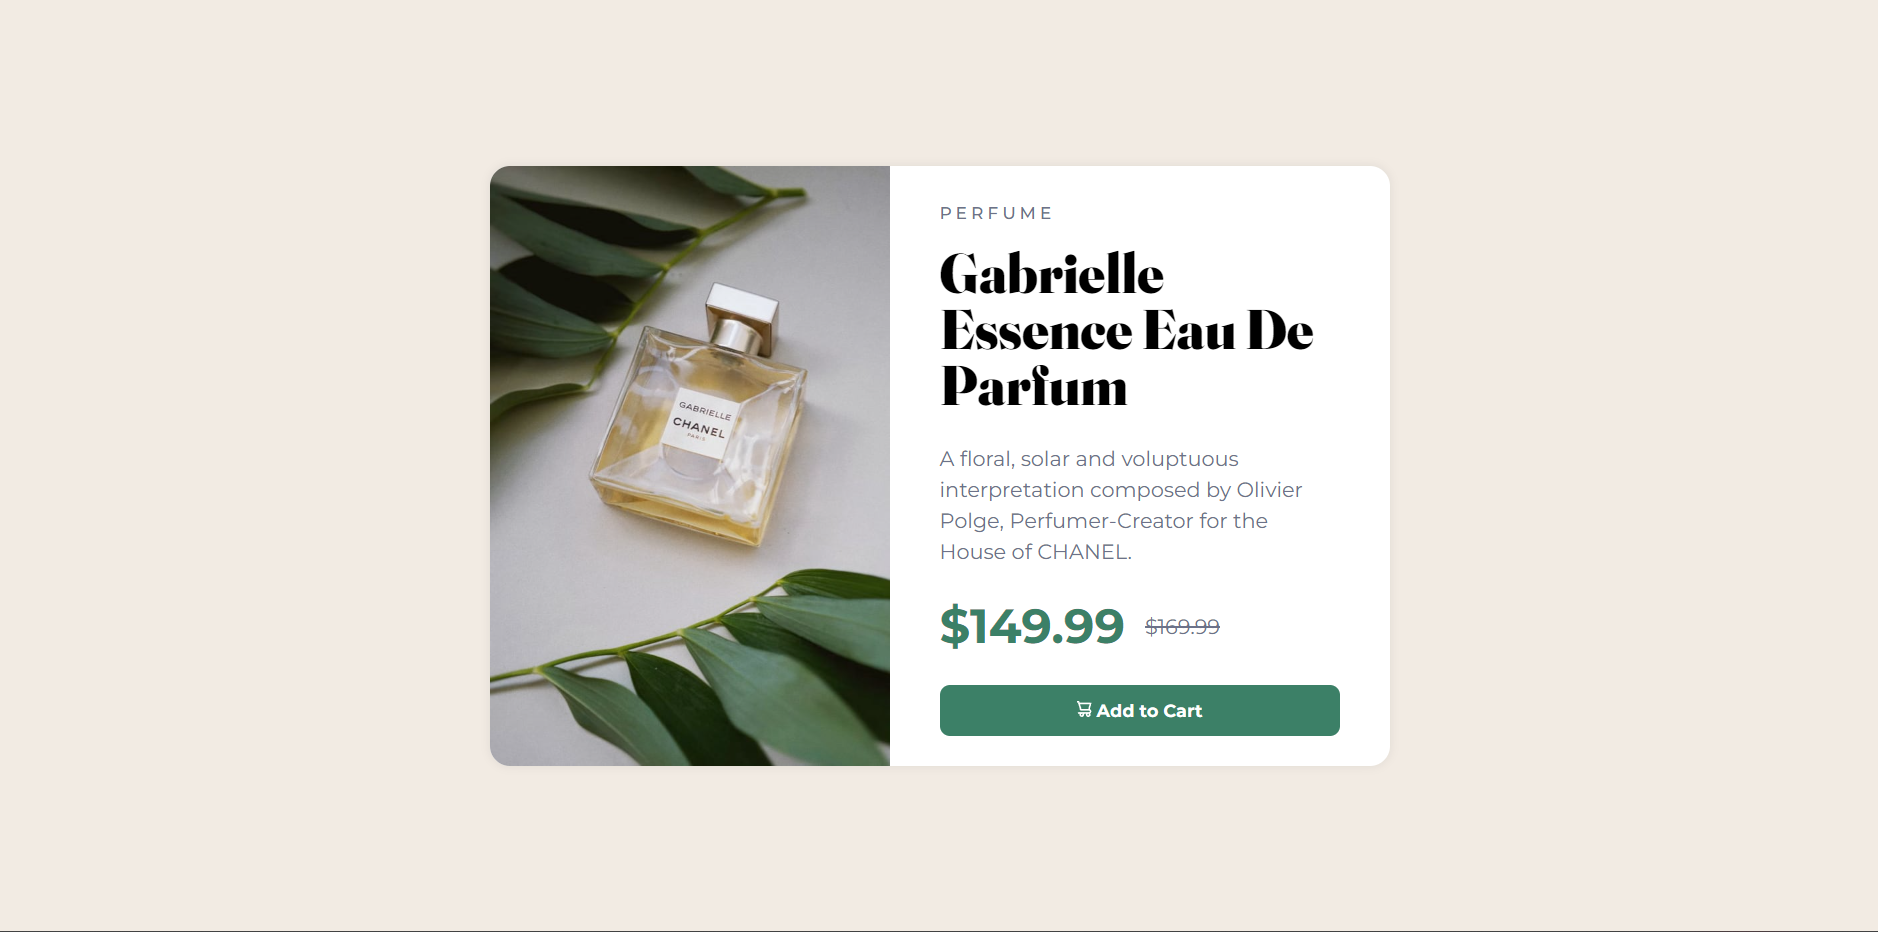 GABRIELLE
CHANEL
PARIS
PERFUME
Gabrielle
Essence Eau De
Parfum
A floral, solar and voluptuous
interpretation composed by Olivier
Polge, Perfumer-Creator for the
House of CHANEL.
$149.99 $169.99
Add to Cart